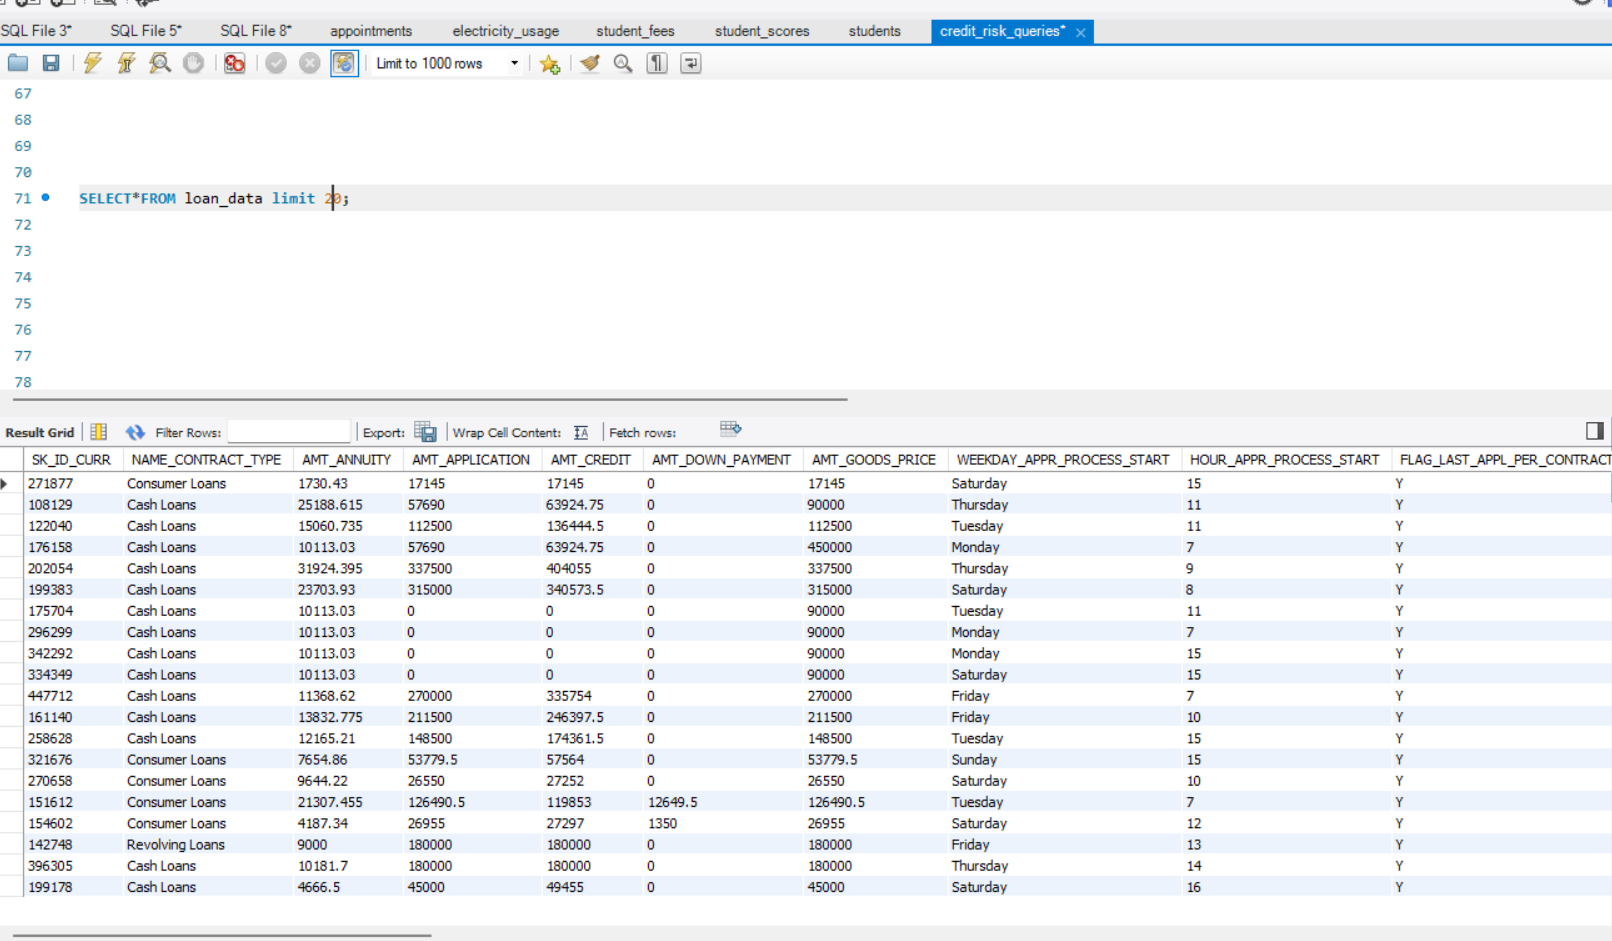 SQL File 3* SQL File 5* SQL File 8* appointments electricity_usage student_fees student_scores students credit_risk_queries*
Limit to 1000 rows
67
68
69
70
71 SELECT*FROM loan_data limit 20;
72
73
74
75
76
77
78
Result Grid Filter Rows: Export: Wrap Cell Content: Fetch rows:
SK_ID_CURR NAME_CONTRACT_TYPE AMT_ANNUITY AMT_APPLICATION AMT_CREDIT AMT_DOWN_PAYMENT AMT_GOODS_PRICE WEEKDAY_APPR_PROCESS_START HOUR_APPR_PROCESS_START FLAG_LAST_APPL_PER_CONTRACT
271877 Consumer Loans 1730.43 17145 17145 0 17145 Saturday 15 Y
108129 Cash Loans 25188.615 57690 63924.75 0 90000 Thursday 11 Y
122040 Cash Loans 15060.735 112500 136444.5 0 112500 Tuesday 11 Y
176158 Cash Loans 10113.03 57690 63924.75 0 450000 Monday 7 Y
202054 Cash Loans 31924.395 337500 404055 0 337500 Thursday 9 Y
199383 Cash Loans 23703.93 315000 340573.5 0 315000 Saturday 8 Y
175704 Cash Loans 10113.03 0 0 0 90000 Tuesday 11 Y
296299 Cash Loans 10113.03 0 0 0 90000 Monday 7 Y
342292 Cash Loans 10113.03 0 0 0 90000 Monday 15 Y
334349 Cash Loans 10113.03 0 0 0 90000 Saturday 15 Y
447712 Cash Loans 11368.62 270000 335754 0 270000 Friday 7 Y
161140 Cash Loans 13832.775 211500 246397.5 0 211500 Friday 10 Y
258628 Cash Loans 12165.21 148500 174361.5 0 148500 Tuesday 15 Y
321676 Consumer Loans 7654.86 53779.5 57564 0 53779.5 Sunday 15 Y
270658 Consumer Loans 9644.22 26550 27252 0 26550 Saturday 10 Y
151612 Consumer Loans 21307.455 126490.5 119853 12649.5 126490.5 Tuesday 7 Y
154602 Consumer Loans 4187.34 26955 27297 1350 26955 Saturday 12 Y
142748 Revolving Loans 9000 180000 180000 0 180000 Friday 13 Y
396305 Cash Loans 10181.7 180000 180000 0 180000 Thursday 14 Y
199178 Cash Loans 4666.5 45000 49455 0 45000 Saturday 16 Y